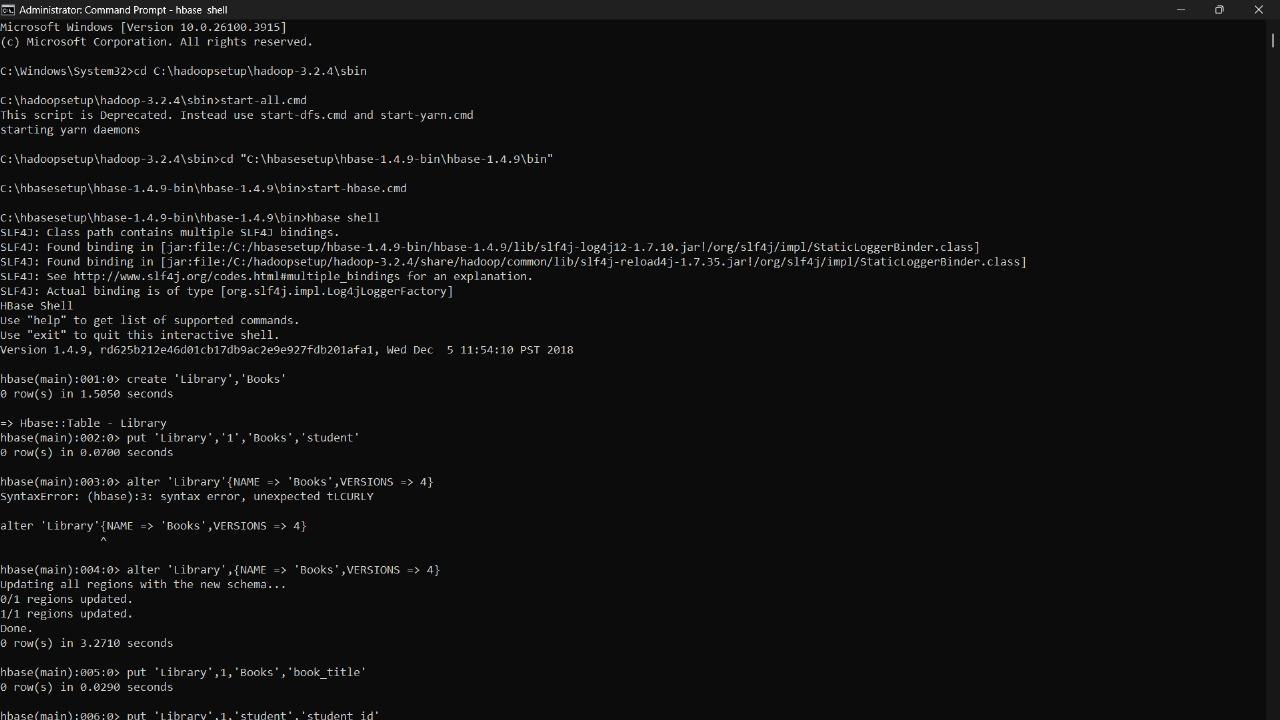 Administrator: Command Prompt - hbase shell
Microsoft Windows [Version 10.0.26100.3915]
(c) Microsoft Corporation. All rights reserved.
C:\Windows\System32>cd C:\hadoopsetup\hadoop-3.2.4\sbin
C:\hadoopsetup\hadoop-3.2.4\sbin>start-all.cmd
This script is Deprecated. Instead use start-dfs.cmd and start-yarn.cmd
starting yarn daemons
C:\hadoopsetup\hadoop-3.2.4\sbin>cd "C:\hbasesetup\hbase-1.4.9-bin\hbase-1.4.9\bin"
C:\hbasesetup\hbase-1.4.9-bin\hbase-1.4.9\bin>start-hbase.cmd
C:\hbasesetup\hbase-1.4.9-bin\hbase-1.4.9\bin>hbase shell
SLF4J: Class path contains multiple SLF4J bindings.
SLF4J: Found binding in [jar:file:/C:/hbasesetup/hbase-1.4.9-bin/hbase-1.4.9/lib/slf4j-log4j12-1.7.10.jar!/org/slf4j/impl/StaticLoggerBinder.class]
SLF4J: Found binding in [jar:file:/C:/hadoopsetup/hadoop-3.2.4/share/hadoop/common/lib/slf4j-reload4j-1.7.35.jar!/org/slf4j/impl/StaticLoggerBinder.class]
SLF4J: See http://www.slf4j.org/codes.html#multiple_bindings for an explanation.
SLF4J: Actual binding is of type [org.slf4j.impl.Log4jLoggerFactory]
HBase Shell
Use "help" to get list of supported commands.
Use "exit" to quit this interactive shell.
Version 1.4.9, rd625b212e46d01cb17db9ac2e9e927fdb201afa1, Wed Dec  5 11:54:10 PST 2018
hbase(main):001:0> create 'Library','Books'
0 row(s) in 1.5050 seconds
=> Hbase::Table - Library
hbase(main):002:0> put 'Library','1','Books','student'
0 row(s) in 0.0700 seconds
hbase(main):003:0> alter 'Library'{NAME => 'Books',VERSIONS => 4}
SyntaxError: (hbase):3: syntax error, unexpected tLCURLY
alter 'Library'{NAME => 'Books',VERSIONS => 4}
^
hbase(main):004:0> alter 'Library',{NAME => 'Books',VERSIONS => 4}
Updating all regions with the new schema...
0/1 regions updated.
1/1 regions updated.
Done.
0 row(s) in 3.2710 seconds
hbase(main):005:0> put 'Library',1,'Books','book_title'
0 row(s) in 0.0290 seconds
hbase(main):006:0> put 'Library',1,'student','student_id'